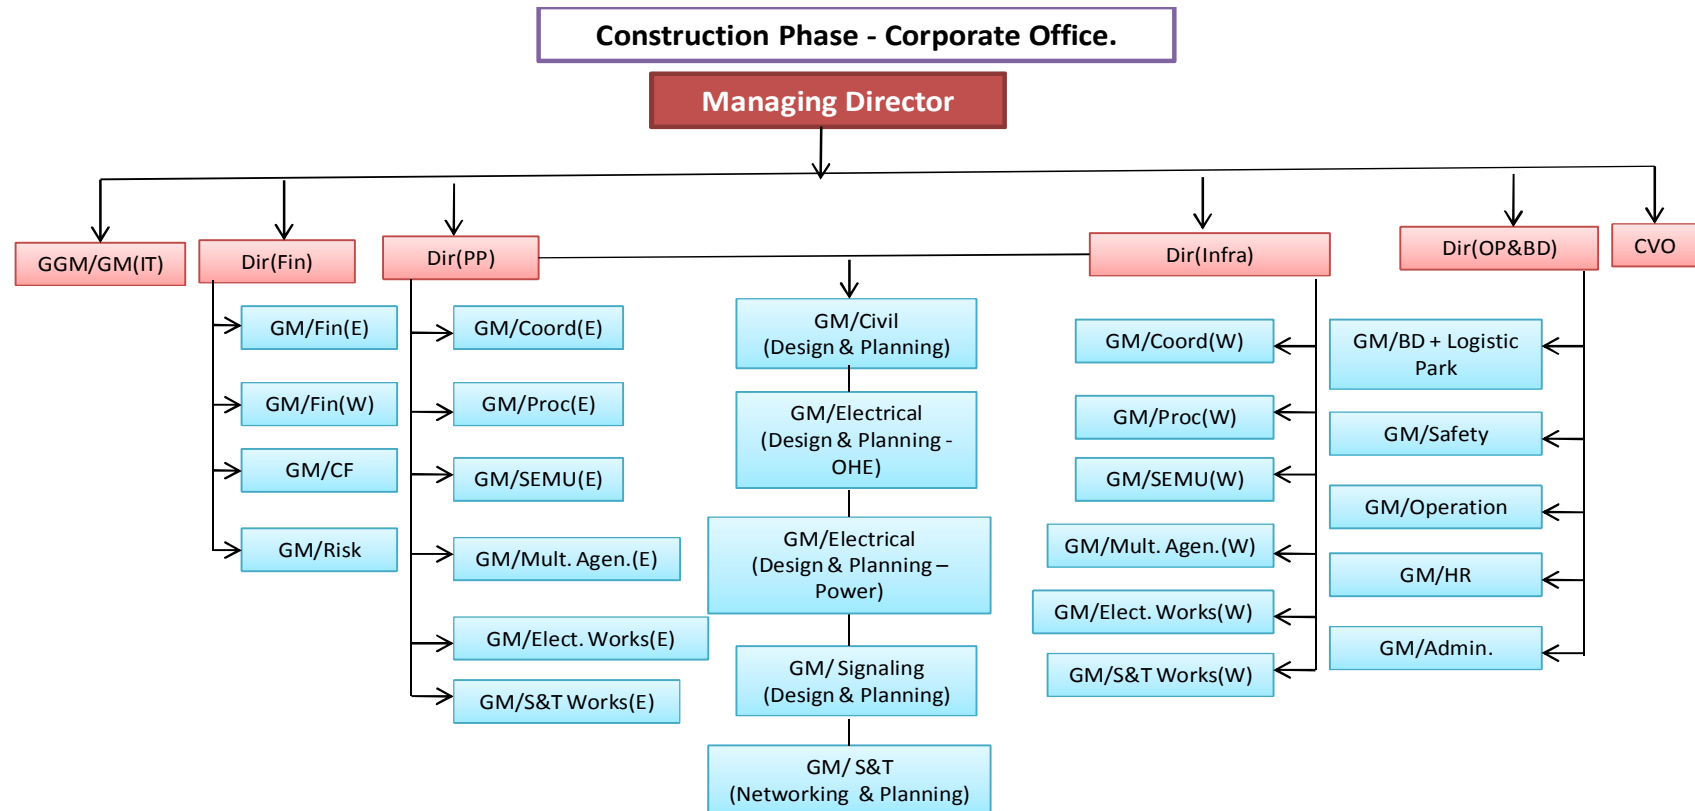 Construction Phase - Corporate Office.
Managing Director
GGM/GM(IT)
Dir(Fin)
Dir(PP)
Dir(Infra)
Dir(OP&BD)
CVO
GM/Fin(E)
GM/Fin(W)
GM/CF
GM/Risk
GM/Coord(E)
GM/Proc(E)
GM/SEMU(E)
GM/Mult. Agen.(E)
GM/Elect. Works(E)
GM/S&T Works(E)
GM/Civil
(Design & Planning)
GM/Electrical
(Design & Planning -
OHE)
GM/Electrical
(Design & Planning –
Power)
GM/ Signaling
(Design & Planning)
GM/ S&T
(Networking & Planning)
GM/Coord(W)
GM/Proc(W)
GM/SEMU(W)
GM/Mult. Agen.(W)
GM/Elect. Works(W)
GM/S&T Works(W)
GM/BD + Logistic
Park
GM/Safety
GM/Operation
GM/HR
GM/Admin.